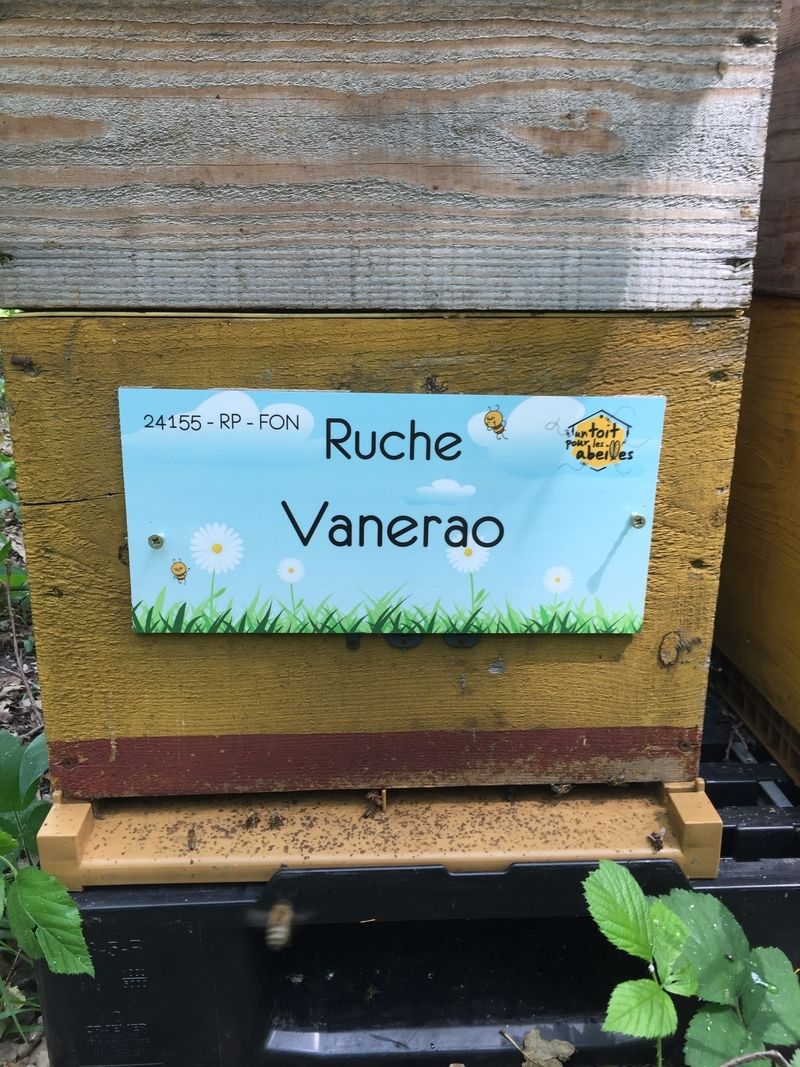 24155 - RP - FON
Ruche
un toit
pour les
abeilles
Vanerao